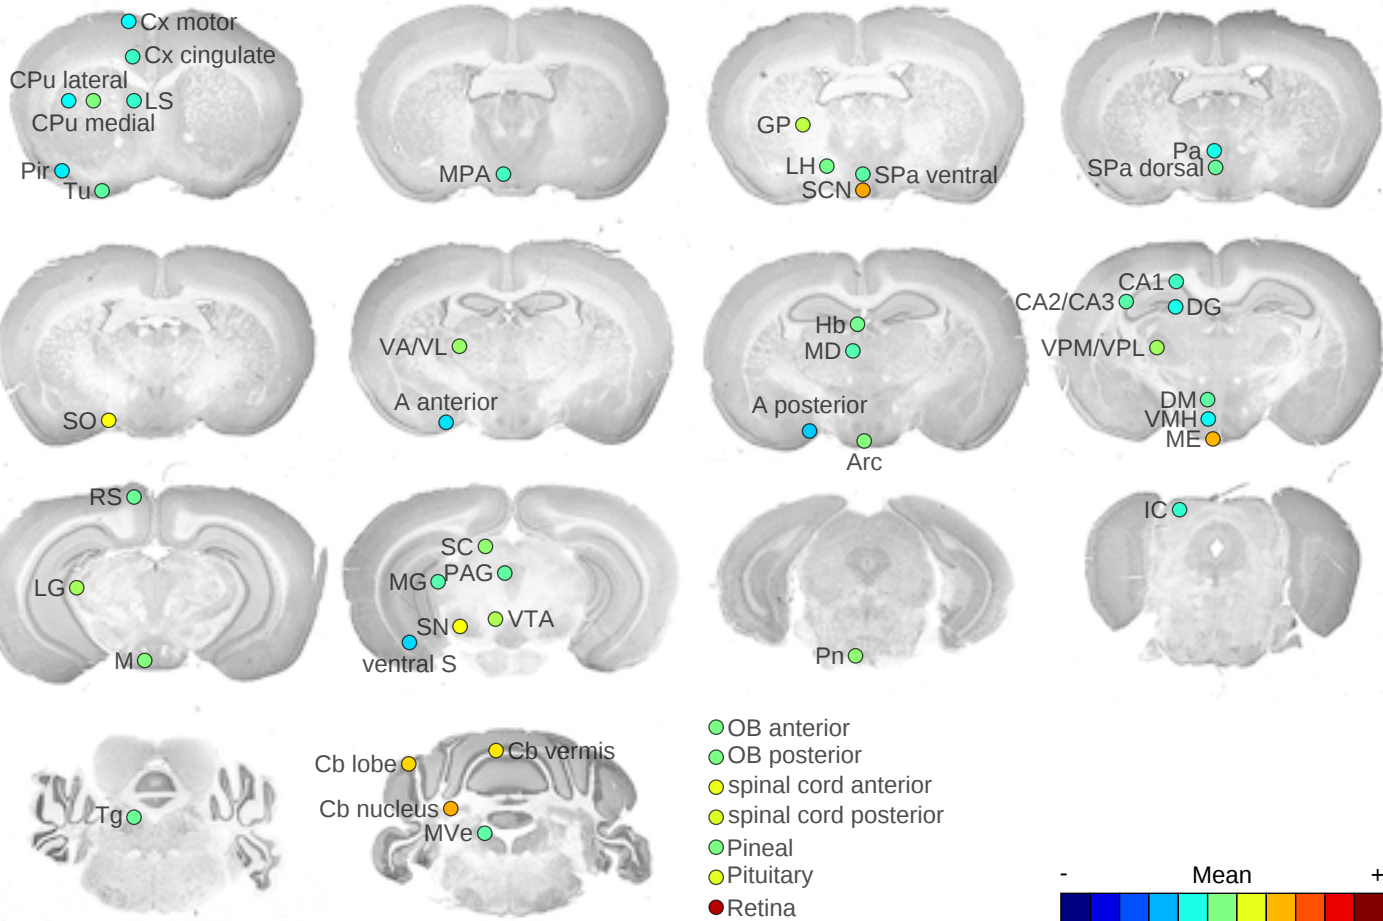 Cx motor
Cx cingulate
CPu lateral
LS
CPu medial
Pir
Tu
MPA
GP
LH
SPa ventral
SCN
Pa
SPa dorsal
SO
VA/VL
A anterior
Hb
MD
A posterior
Arc
CA1
CA2/CA3
DG
VPM/VPL
DM
VMH
ME
RS
LG
M
SC
MG
PAG
SN
VTA
ventral S
Pn
IC
Tg
Cb lobe
Cb vermis
Cb nucleus
MVe
OB anterior
OB posterior
spinal cord anterior
spinal cord posterior
Pineal
Pituitary
Retina
- Mean +